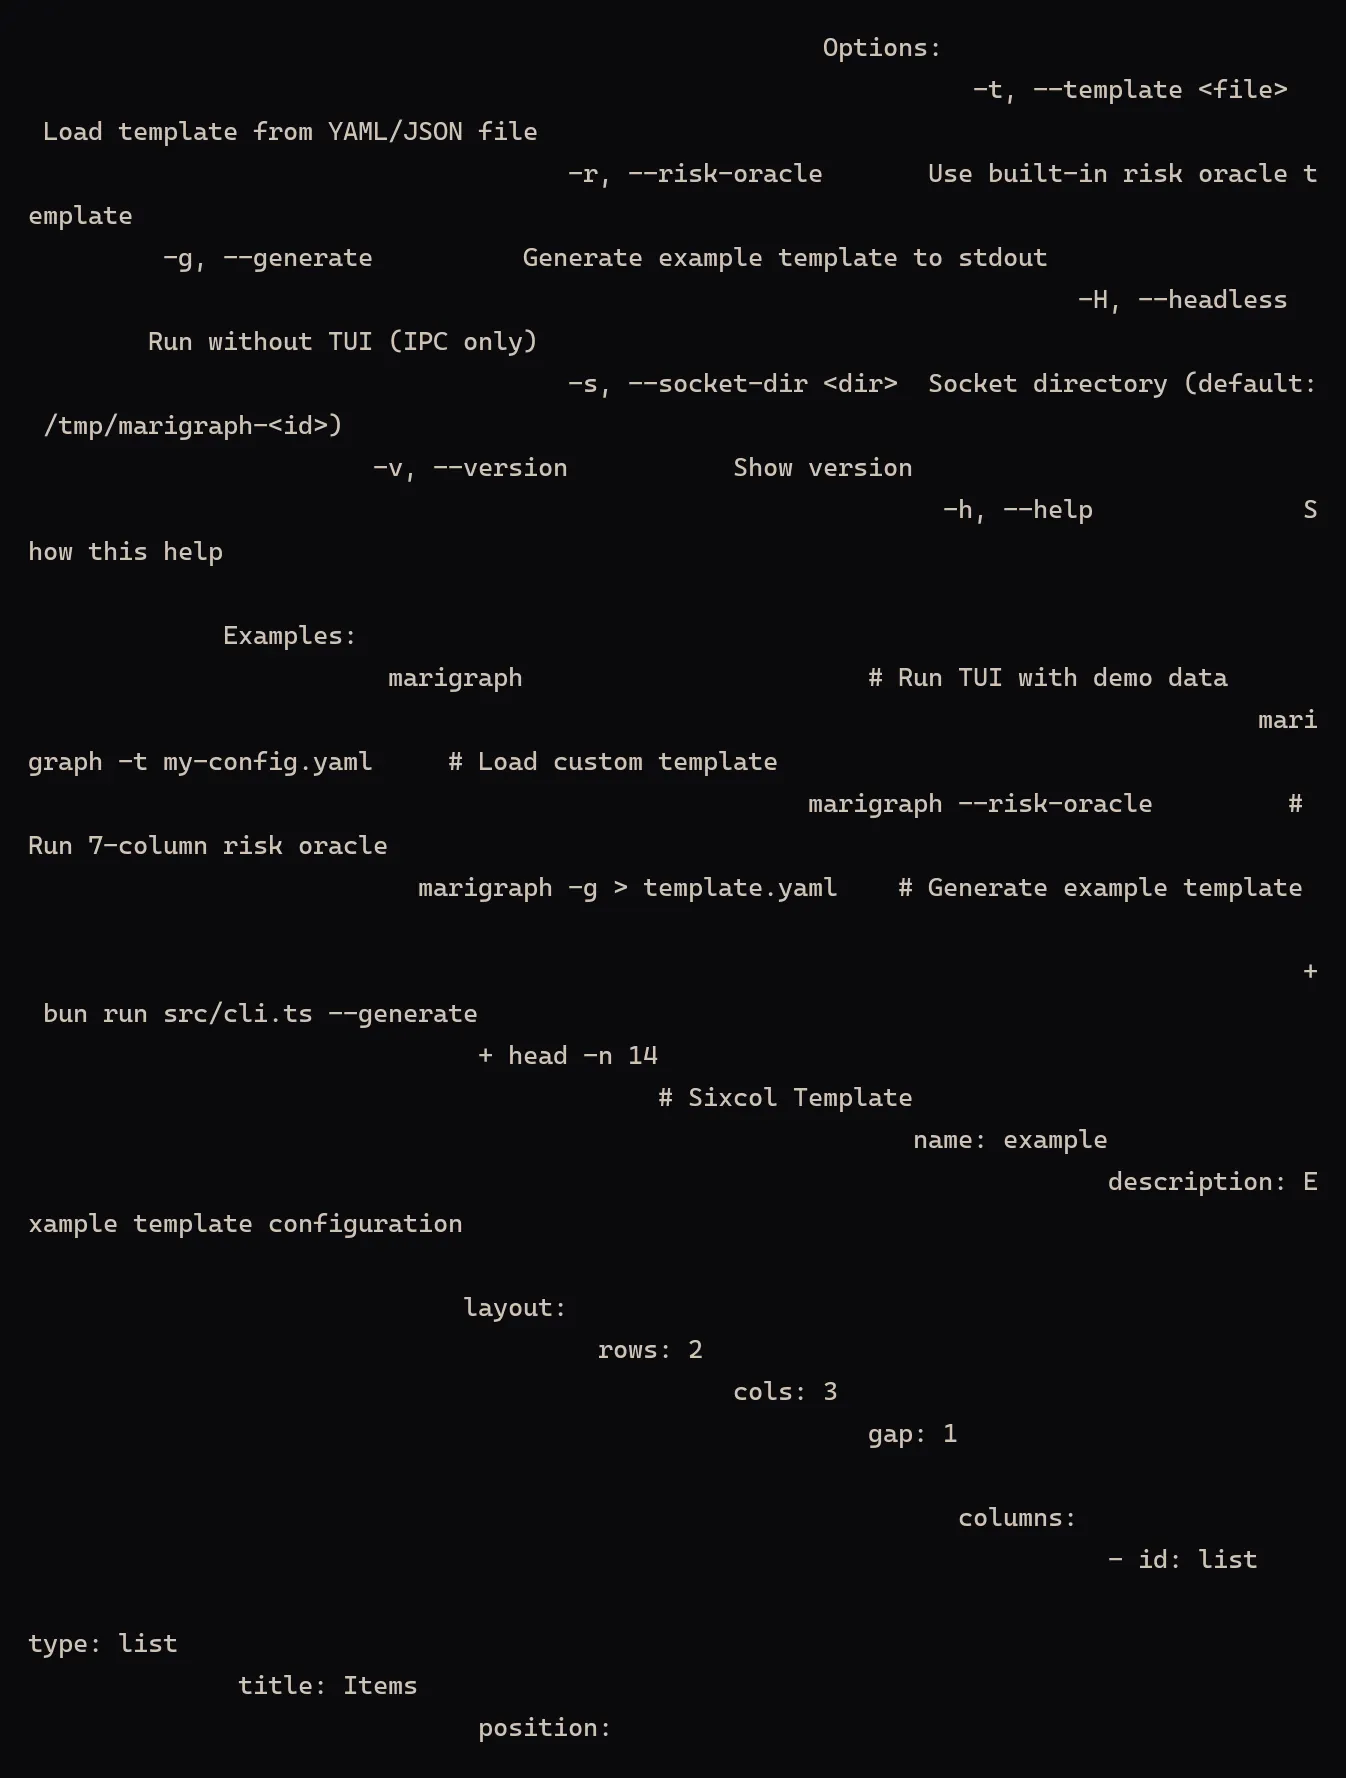 Options:
-t, --template <file>
Load template from YAML/JSON file
-r, --risk-oracle       Use built-in risk oracle t
emplate
-g, --generate          Generate example template to stdout
-H, --headless
Run without TUI (IPC only)
-s, --socket-dir <dir>  Socket directory (default:
/tmp/marigraph-<id>)
-v, --version           Show version
-h, --help              S
how this help
Examples:
marigraph                       # Run TUI with demo data
mari
graph -t my-config.yaml     # Load custom template
marigraph --risk-oracle         #
Run 7-column risk oracle
marigraph -g > template.yaml    # Generate example template
+
bun run src/cli.ts --generate
+ head -n 14
# Sixcol Template
name: example
description: E
xample template configuration
layout:
rows: 2
cols: 3
gap: 1
columns:
- id: list
type: list
title: Items
position: